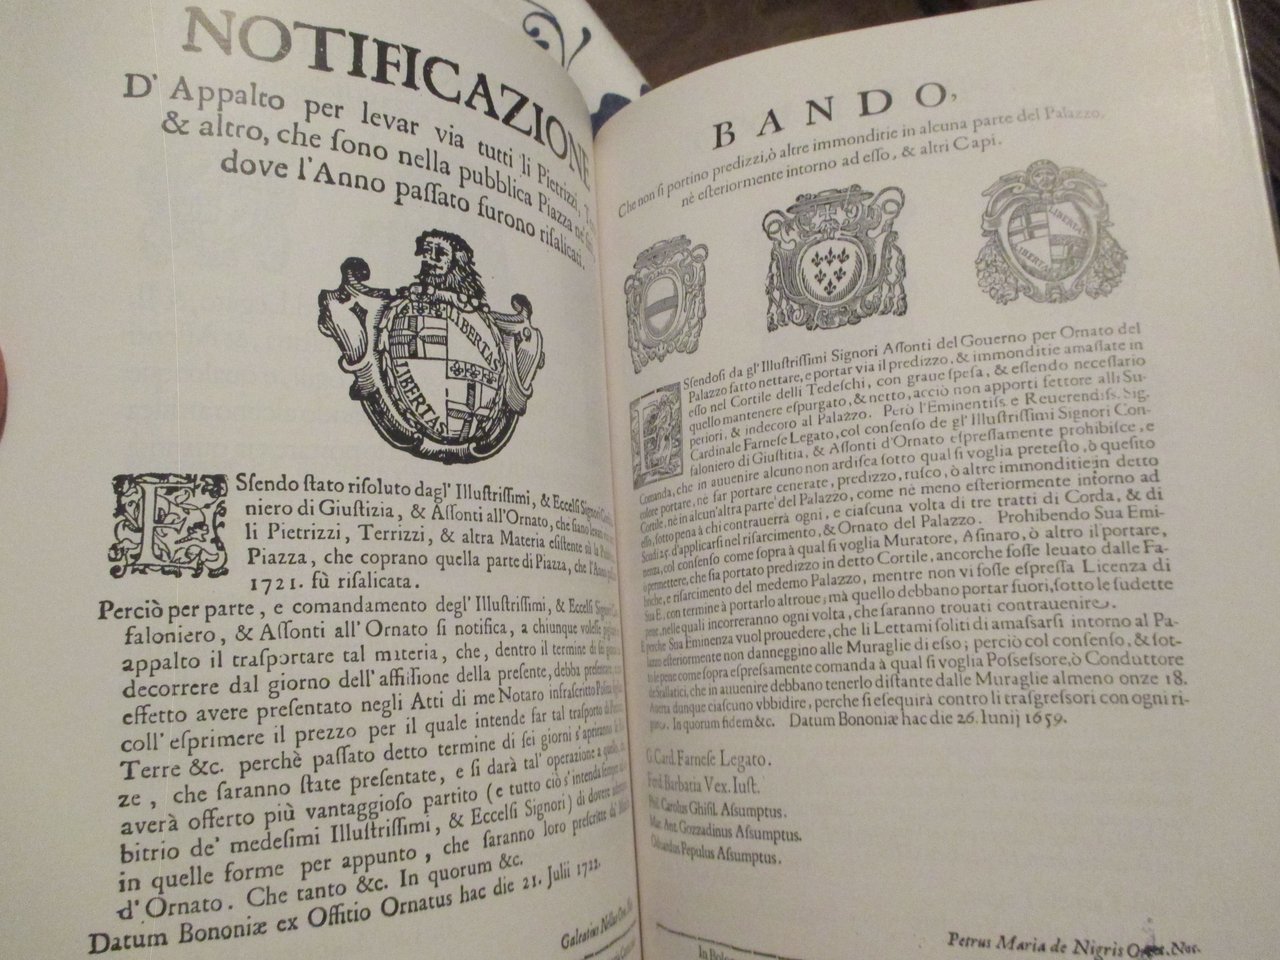 NOTIFICAZIONE
D' Appalto per levar via tutti li Pietrizzi,
& altro, che ſono nella pubblica Piazza ne'
dove l'Anno paſſato furono riſalicati.
LIBERTAS
LIBERTAS
ESſendo ſtato riſoluto dagl' Illuſtriſſimi, & Eccelſi Signori
niero di Giuſtizia, & Aſſonti all'Ornato, che ſiano
li Pietrizzi, Terrizzi, & altra Materia eſiſtente sù la
Piazza, che coprano quella parte di Piazza, che l'Anno
1721. fù riſalicata.
Perciò per parte, e comandamento degl' Illuſtriſſimi, & Eccelſi Signori
faloniero, & Aſſonti all'Ornato ſi notifica, a chiunque voleſſe
appalto il traſportare tal materia, che, dentro il termine di ſei
decorrere dal giorno dell'affiſſione della preſente, debba preſentare,
effetto avere preſentato negli Atti di me Notaro infraſcritto
coll' eſprimere il prezzo per il quale intende far tal traſporto di
Terre &c. perchè paſſato detto termine di ſei giorni s'apriranno
ze, che ſaranno ſtate preſentate, e ſi darà tal' operazione a quello,
averà offerto più vantaggioſo partito (e tutto ciò s'intenda ſempre
bitrio de' medeſimi Illuſtriſſimi, & Eccelſi Signori) di dovere
in quelle forme per appunto, che ſaranno loro preſcritte
d'Ornato. Che tanto &c. In quorum &c.
Datum Bononiæ ex Offitio Ornatus hac die 21. Julii 1722.
BANDO,
Che non ſi portino predizzi, ò altre immonditie in alcuna parte del Palazzo,
nè eſteriormente intorno ad eſſo, & altri Capi.
LIBERTAS
LIBERTAS
ESſendoſi da gl'Illuſtriſſimi Signori Aſſonti del Gouerno per Ornato del
Palazzo fatto nettare, e portar via il predizzo, & immonditie amaſſate in
eſſo nel Cortile delli Tedeſchi, con graue ſpeſa, & eſſendo neceſſario
quello mantenere eſpurgato, & netto, acciò non apporti fettore alli Su-
periori, & indecoro al Palazzo. Però l'Eminentiſs. e Reuerendiſs. Sig.
Cardinale Farneſe Legato, col conſenſo de gl'Illuſtriſſimi Signori Con-
faloniero di Giuſtitia, & Aſſonti d'Ornato eſpreſſamente prohibiſce, e
Comanda, che in auuenire alcuno non ardiſca ſotto qual ſi voglia preteſto, ò queſito
colore portare, nè far portare cenerate, predizzo, ruſco, ò altre immonditie in detto
Cortile, nè in alcun'altra parte del Palazzo, come nè meno eſteriormente intorno ad
eſſo, ſotto pena à chi contrauerrà ogni, e ciaſcuna volta di tre tratti di Corda, & di
Scudi 25. d'applicarſi nel riſarcimento, & Ornato del Palazzo. Prohibendo Sua Emi-
nenza, col conſenſo come ſopra à qual ſi voglia Muratore, Aſinaro, ò altro il portare,
ò permettere, che ſia portato predizzo in detto Cortile, ancorche foſſe leuato dalle Fa-
briche, e riſarcimento del medemo Palazzo, mentre non vi foſſe eſpreſſa Licenza di
Sua E. con termine à portarlo altroue; mà quello debbano portar fuori, ſotto le ſudette
pene, nelle quali incorreranno ogni volta, che ſaranno trouati contrauenire.
E perche Sua Eminenza vuol prouedere, che li Lettami ſoliti di amaſſarſi intorno al Pa-
lazzo eſteriormente non danneggino alle Muraglie di eſſo; perciò col conſenſo, & ſot-
to le pene come ſopra eſpreſſamente comanda à qual ſi voglia Poſſeſſore, ò Conduttore
de Stallatici, che in auuenire debbano tenerlo diſtante dalle Muraglie almeno onze 18.
Auerta dunque ciaſcuno vbbidire, perche ſi eſequirà contro li traſgreſſori con ogni ri-
gore. In quorum fidem &c. Datum Bononiæ hac die 26. Iunij 1659.
G. Card. Farneſe Legato.
Ferd. Barbatia Vex. Iuſt.
Phil. Carolus Ghiſil. Aſsumptus.
Mar. Ant. Gozzadinus Aſsumptus.
Odoardus Pepulus Aſsumptus.
Petrus Maria de Nigris Not.
In Bologna